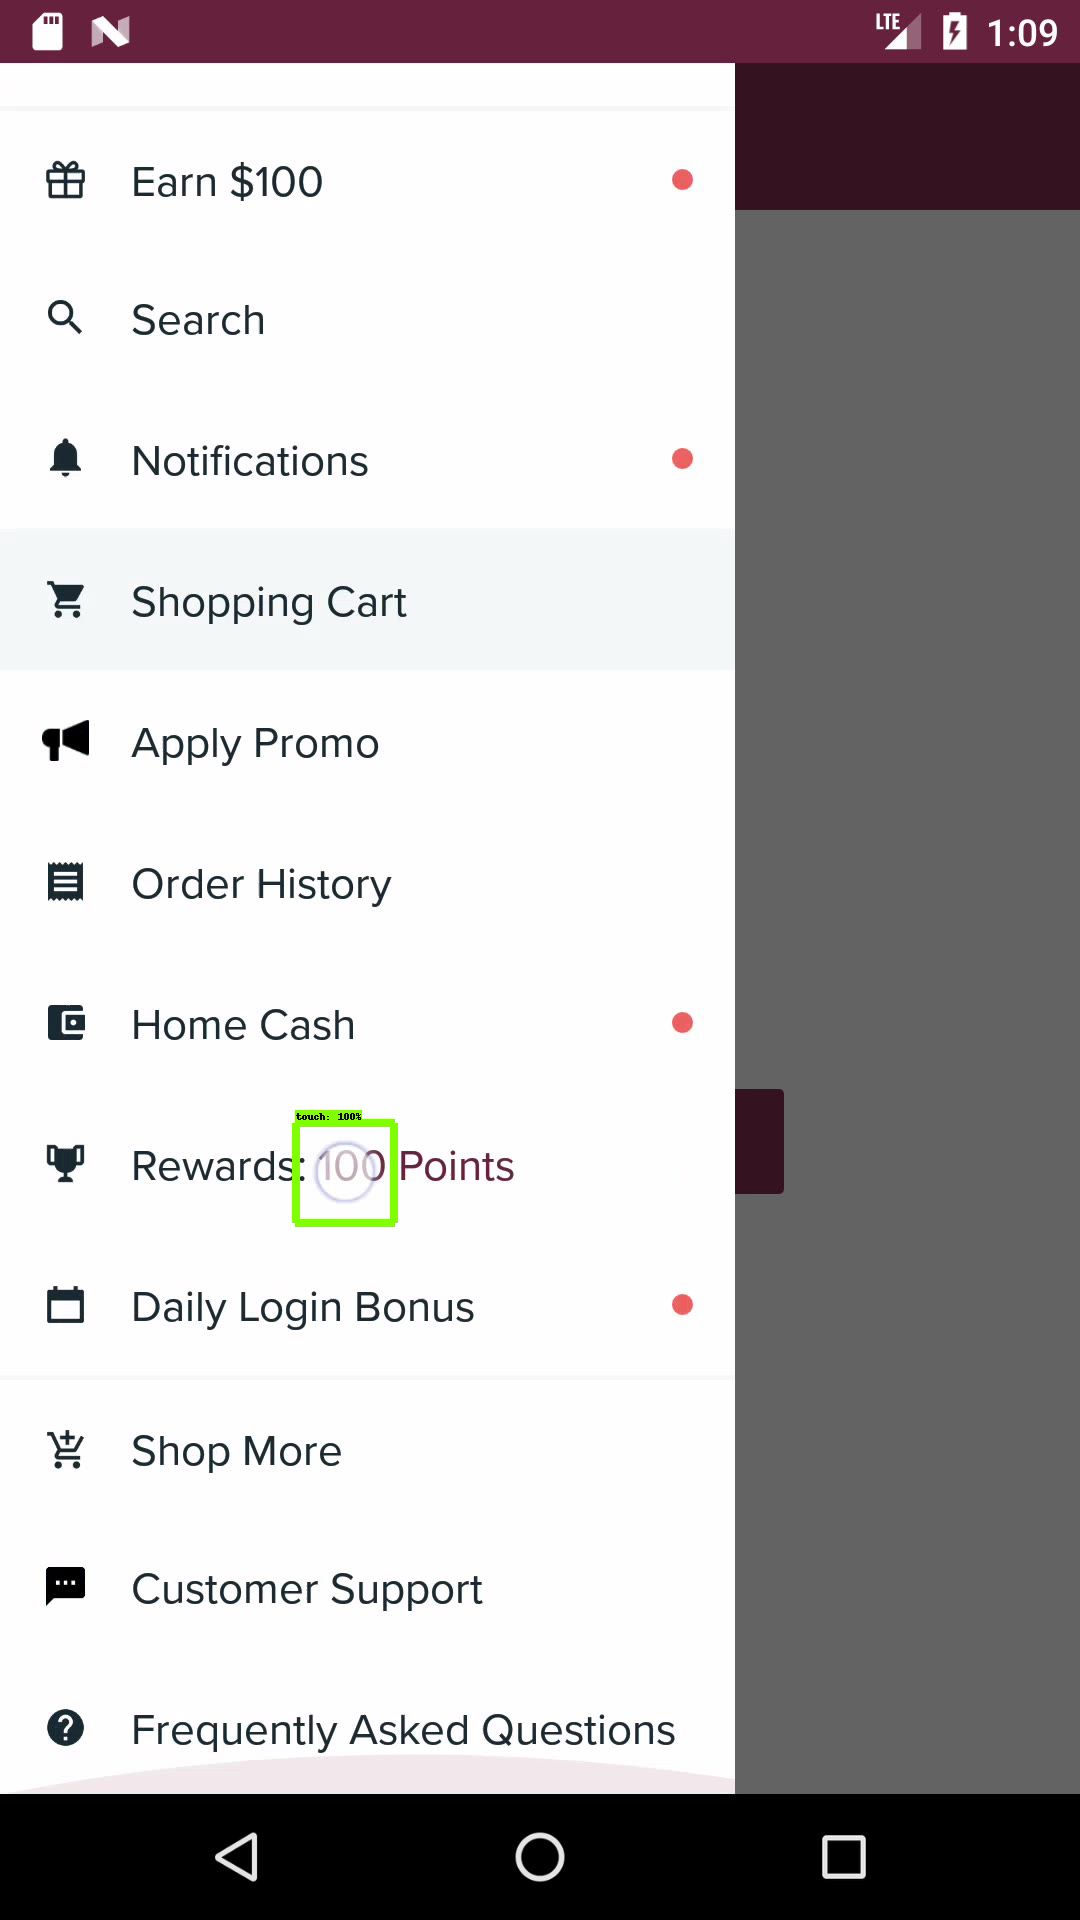 LTE 1:09
Earn $100
Search
Notifications
Shopping Cart
Apply Promo
Order History
Home Cash
touch: 100%
Rewards: 100 Points
Daily Login Bonus
Shop More
Customer Support
Frequently Asked Questions